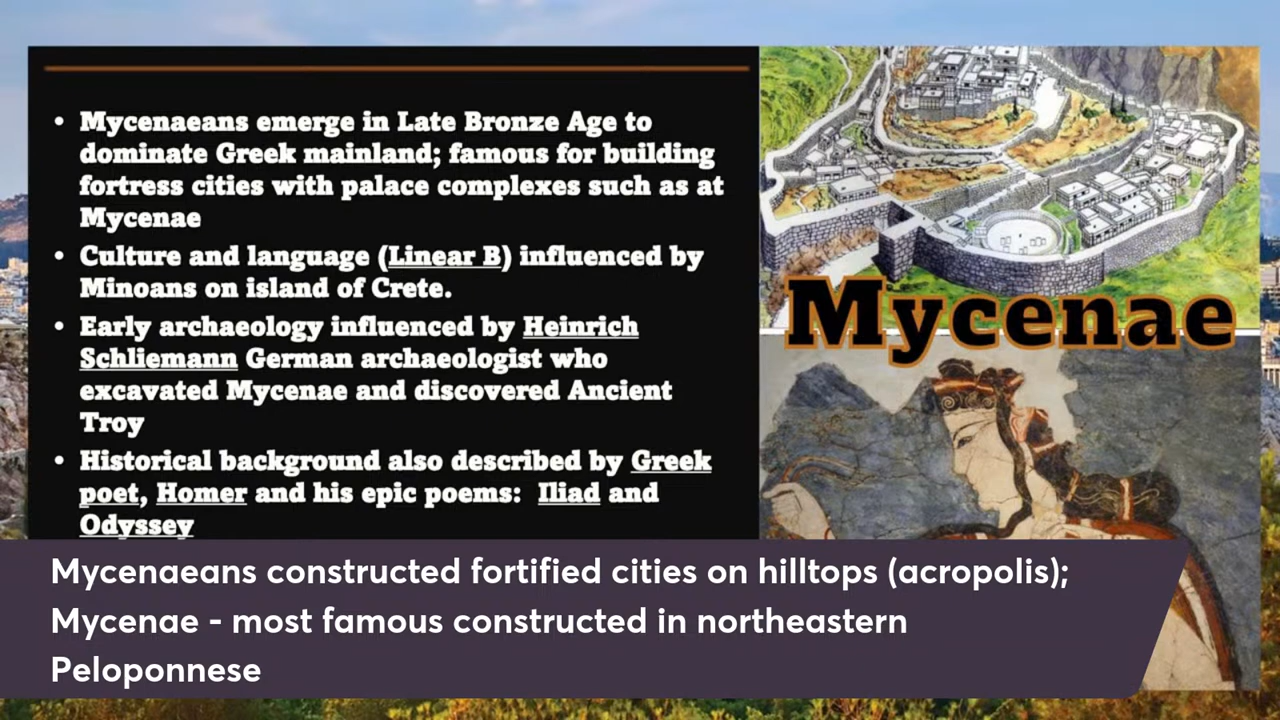 • Mycenaeans emerge in Late Bronze Age to
dominate Greek mainland; famous for building
fortress cities with palace complexes such as at
Mycenae
• Culture and language (Linear B) influenced by
Minoans on island of Crete.
• Early archaeology influenced by Heinrich
Schliemann German archaeologist who
excavated Mycenae and discovered Ancient
Troy
• Historical background also described by Greek
poet, Homer and his epic poems: Iliad and
Odyssey
Mycenae
Mycenaeans constructed fortified cities on hilltops (acropolis);
Mycenae - most famous constructed in northeastern
Peloponnese